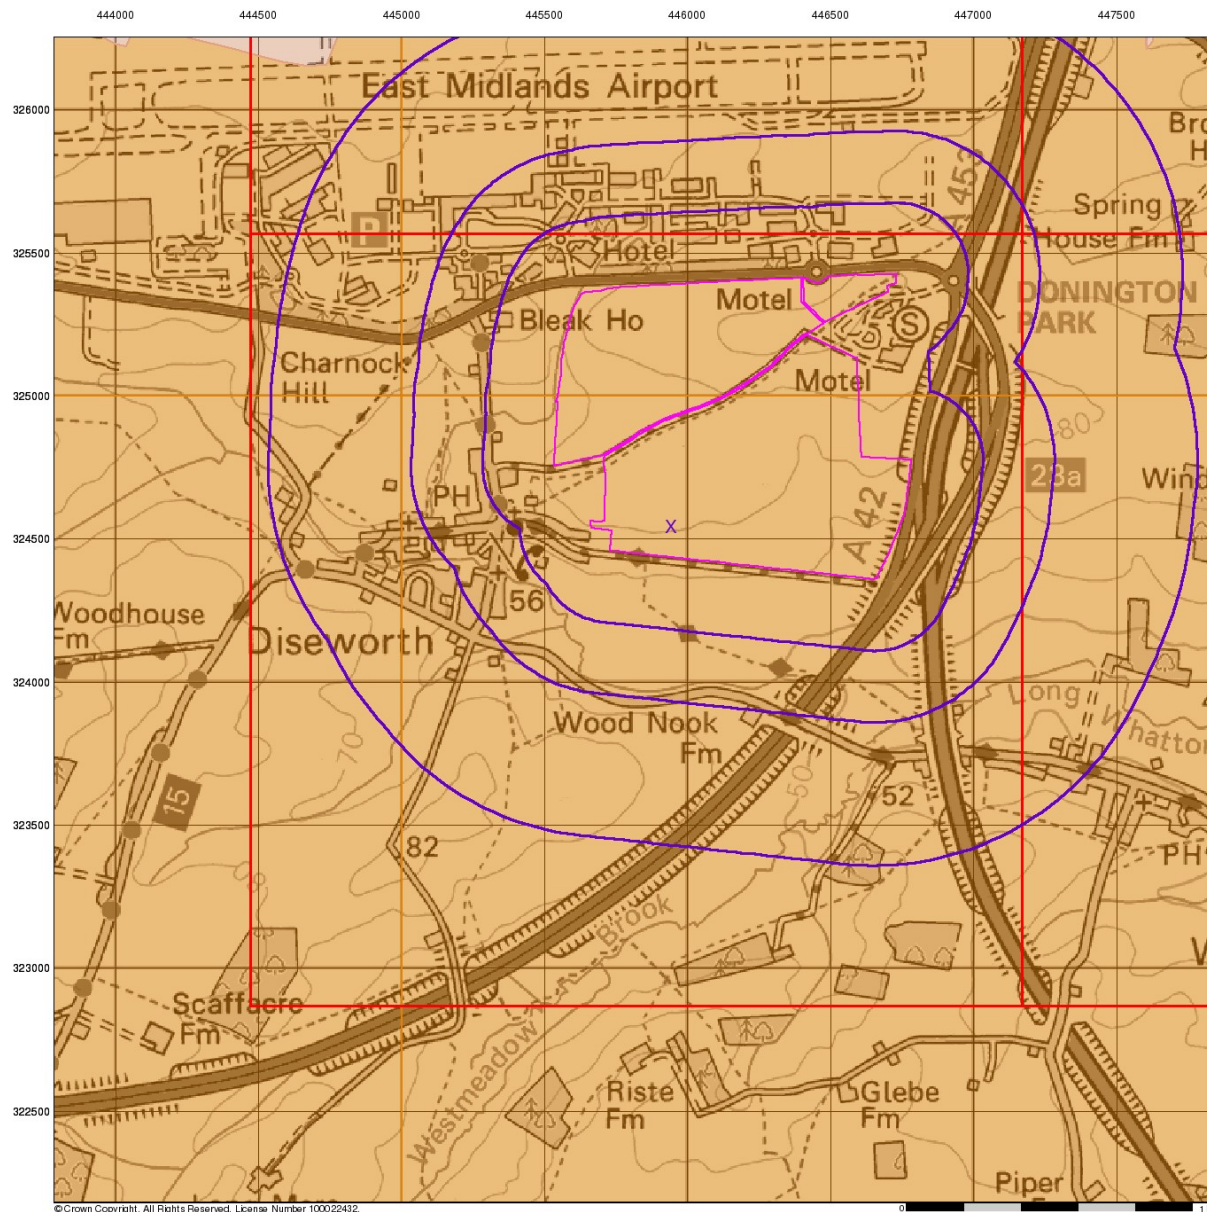 444000 444500 445000 445500 446000 446500 447000 447500
326000
East Midlands Airport
A 453
Spring
House Fm
325500
P
Hotel
DONINGTON
PARK
Motel
S
Bleak Ho
Charnock
Hill
Motel
325000
80
23a
PH
A 42
X
324500
56
Woodhouse
Fm
Diseworth
324000
Long Whatton
Wood Nook
Fm
70
50
52
323500
15
82
PH
Brook
323000
Scaffacre
Fm
Westmeadow
Riste
Fm
Glebe
Fm
322500
Piper
© Crown Copyright. All Rights Reserved. License Number 100022432.
0 1